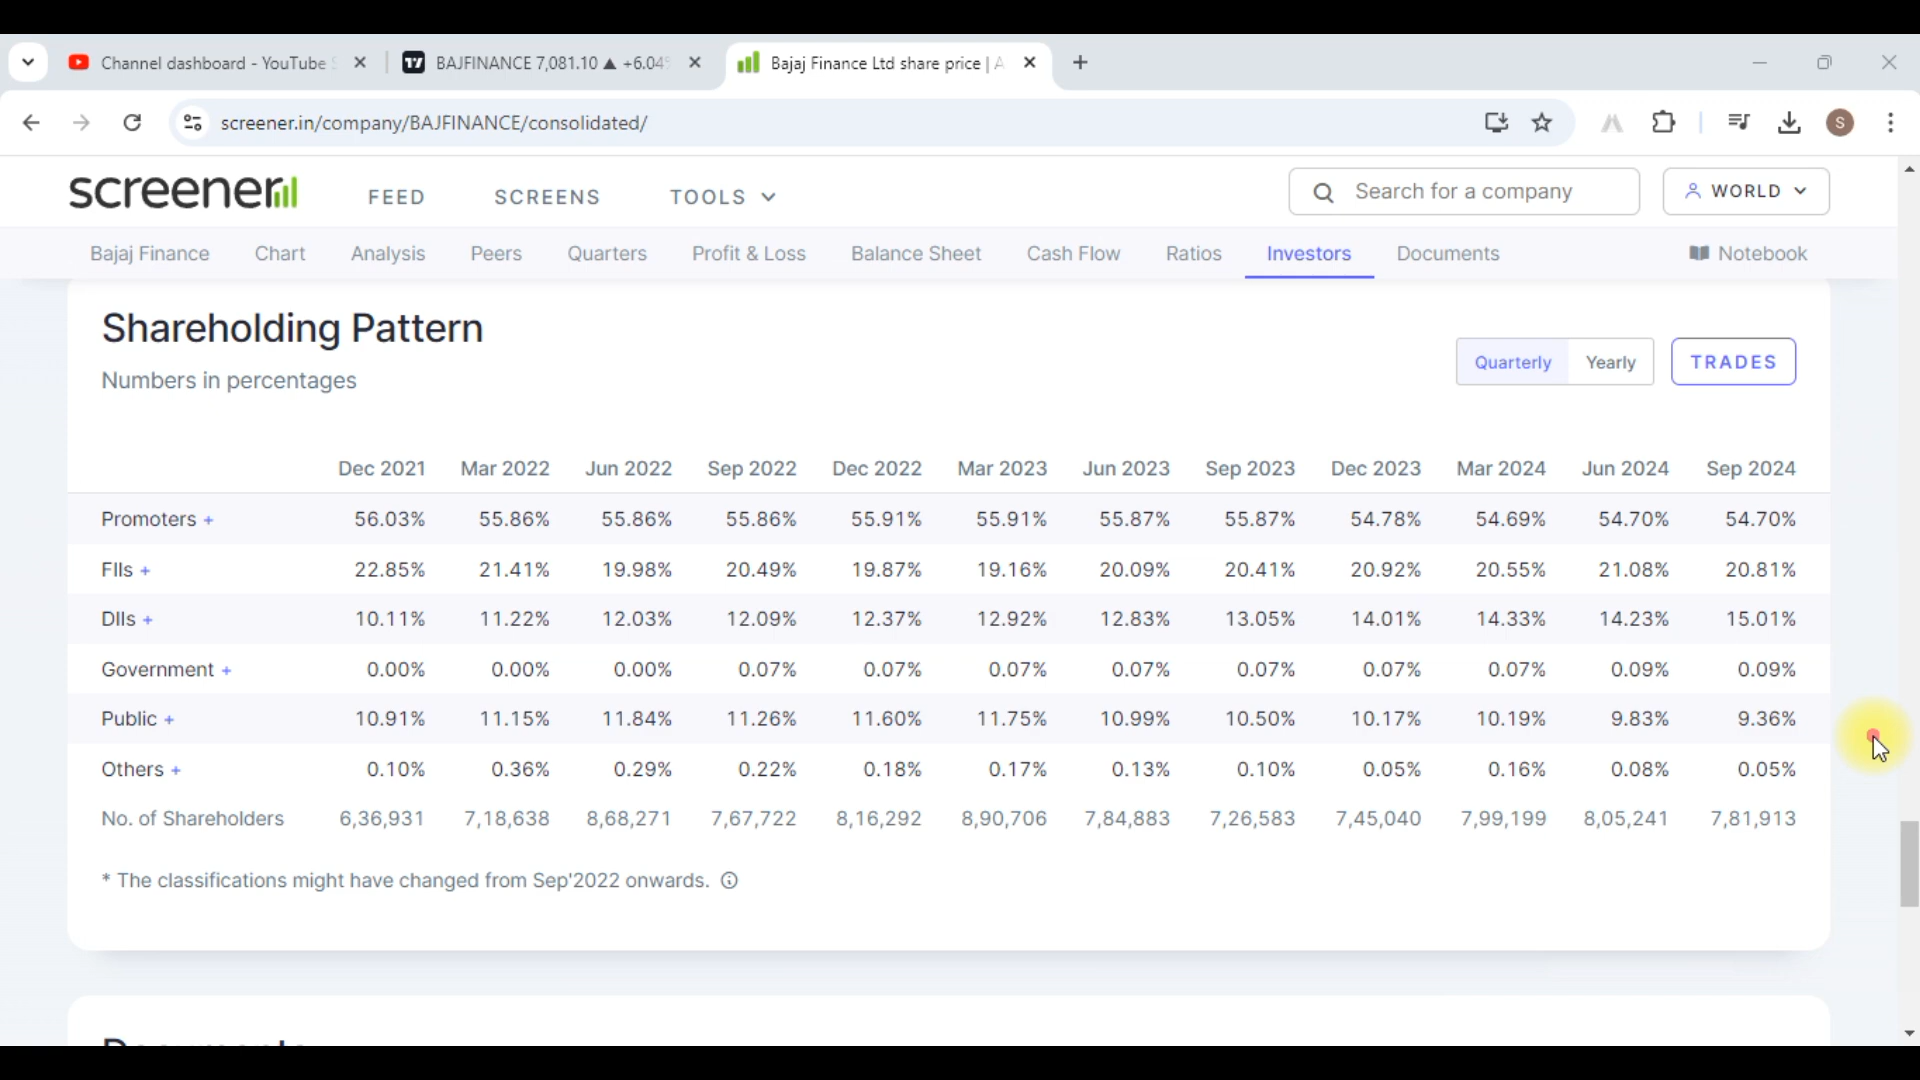 Channel dashboard - YouTube S
BAJFINANCE 7,081.10 ▲ +6.04%
Bajaj Finance Ltd share price | A
screener.in/company/BAJFINANCE/consolidated/
S
screener
FEED
SCREENS
TOOLS
Search for a company
WORLD
Bajaj Finance
Chart
Analysis
Peers
Quarters
Profit & Loss
Balance Sheet
Cash Flow
Ratios
Investors
Documents
Notebook
Shareholding Pattern
Numbers in percentages
Quarterly
Yearly
TRADES
Dec 2021 Mar 2022 Jun 2022 Sep 2022 Dec 2022 Mar 2023 Jun 2023 Sep 2023 Dec 2023 Mar 2024 Jun 2024 Sep 2024
Promoters + 56.03% 55.86% 55.86% 55.86% 55.91% 55.91% 55.87% 55.87% 54.78% 54.69% 54.70% 54.70%
FIIs + 22.85% 21.41% 19.98% 20.49% 19.87% 19.16% 20.09% 20.41% 20.92% 20.55% 21.08% 20.81%
DIIs + 10.11% 11.22% 12.03% 12.09% 12.37% 12.92% 12.83% 13.05% 14.01% 14.33% 14.23% 15.01%
Government + 0.00% 0.00% 0.00% 0.07% 0.07% 0.07% 0.07% 0.07% 0.07% 0.07% 0.09% 0.09%
Public + 10.91% 11.15% 11.84% 11.26% 11.60% 11.75% 10.99% 10.50% 10.17% 10.19% 9.83% 9.36%
Others + 0.10% 0.36% 0.29% 0.22% 0.18% 0.17% 0.13% 0.10% 0.05% 0.16% 0.08% 0.05%
No. of Shareholders 6,36,931 7,18,638 8,68,271 7,67,722 8,16,292 8,90,706 7,84,883 7,26,583 7,45,040 7,99,199 8,05,241 7,81,913
* The classifications might have changed from Sep'2022 onwards.